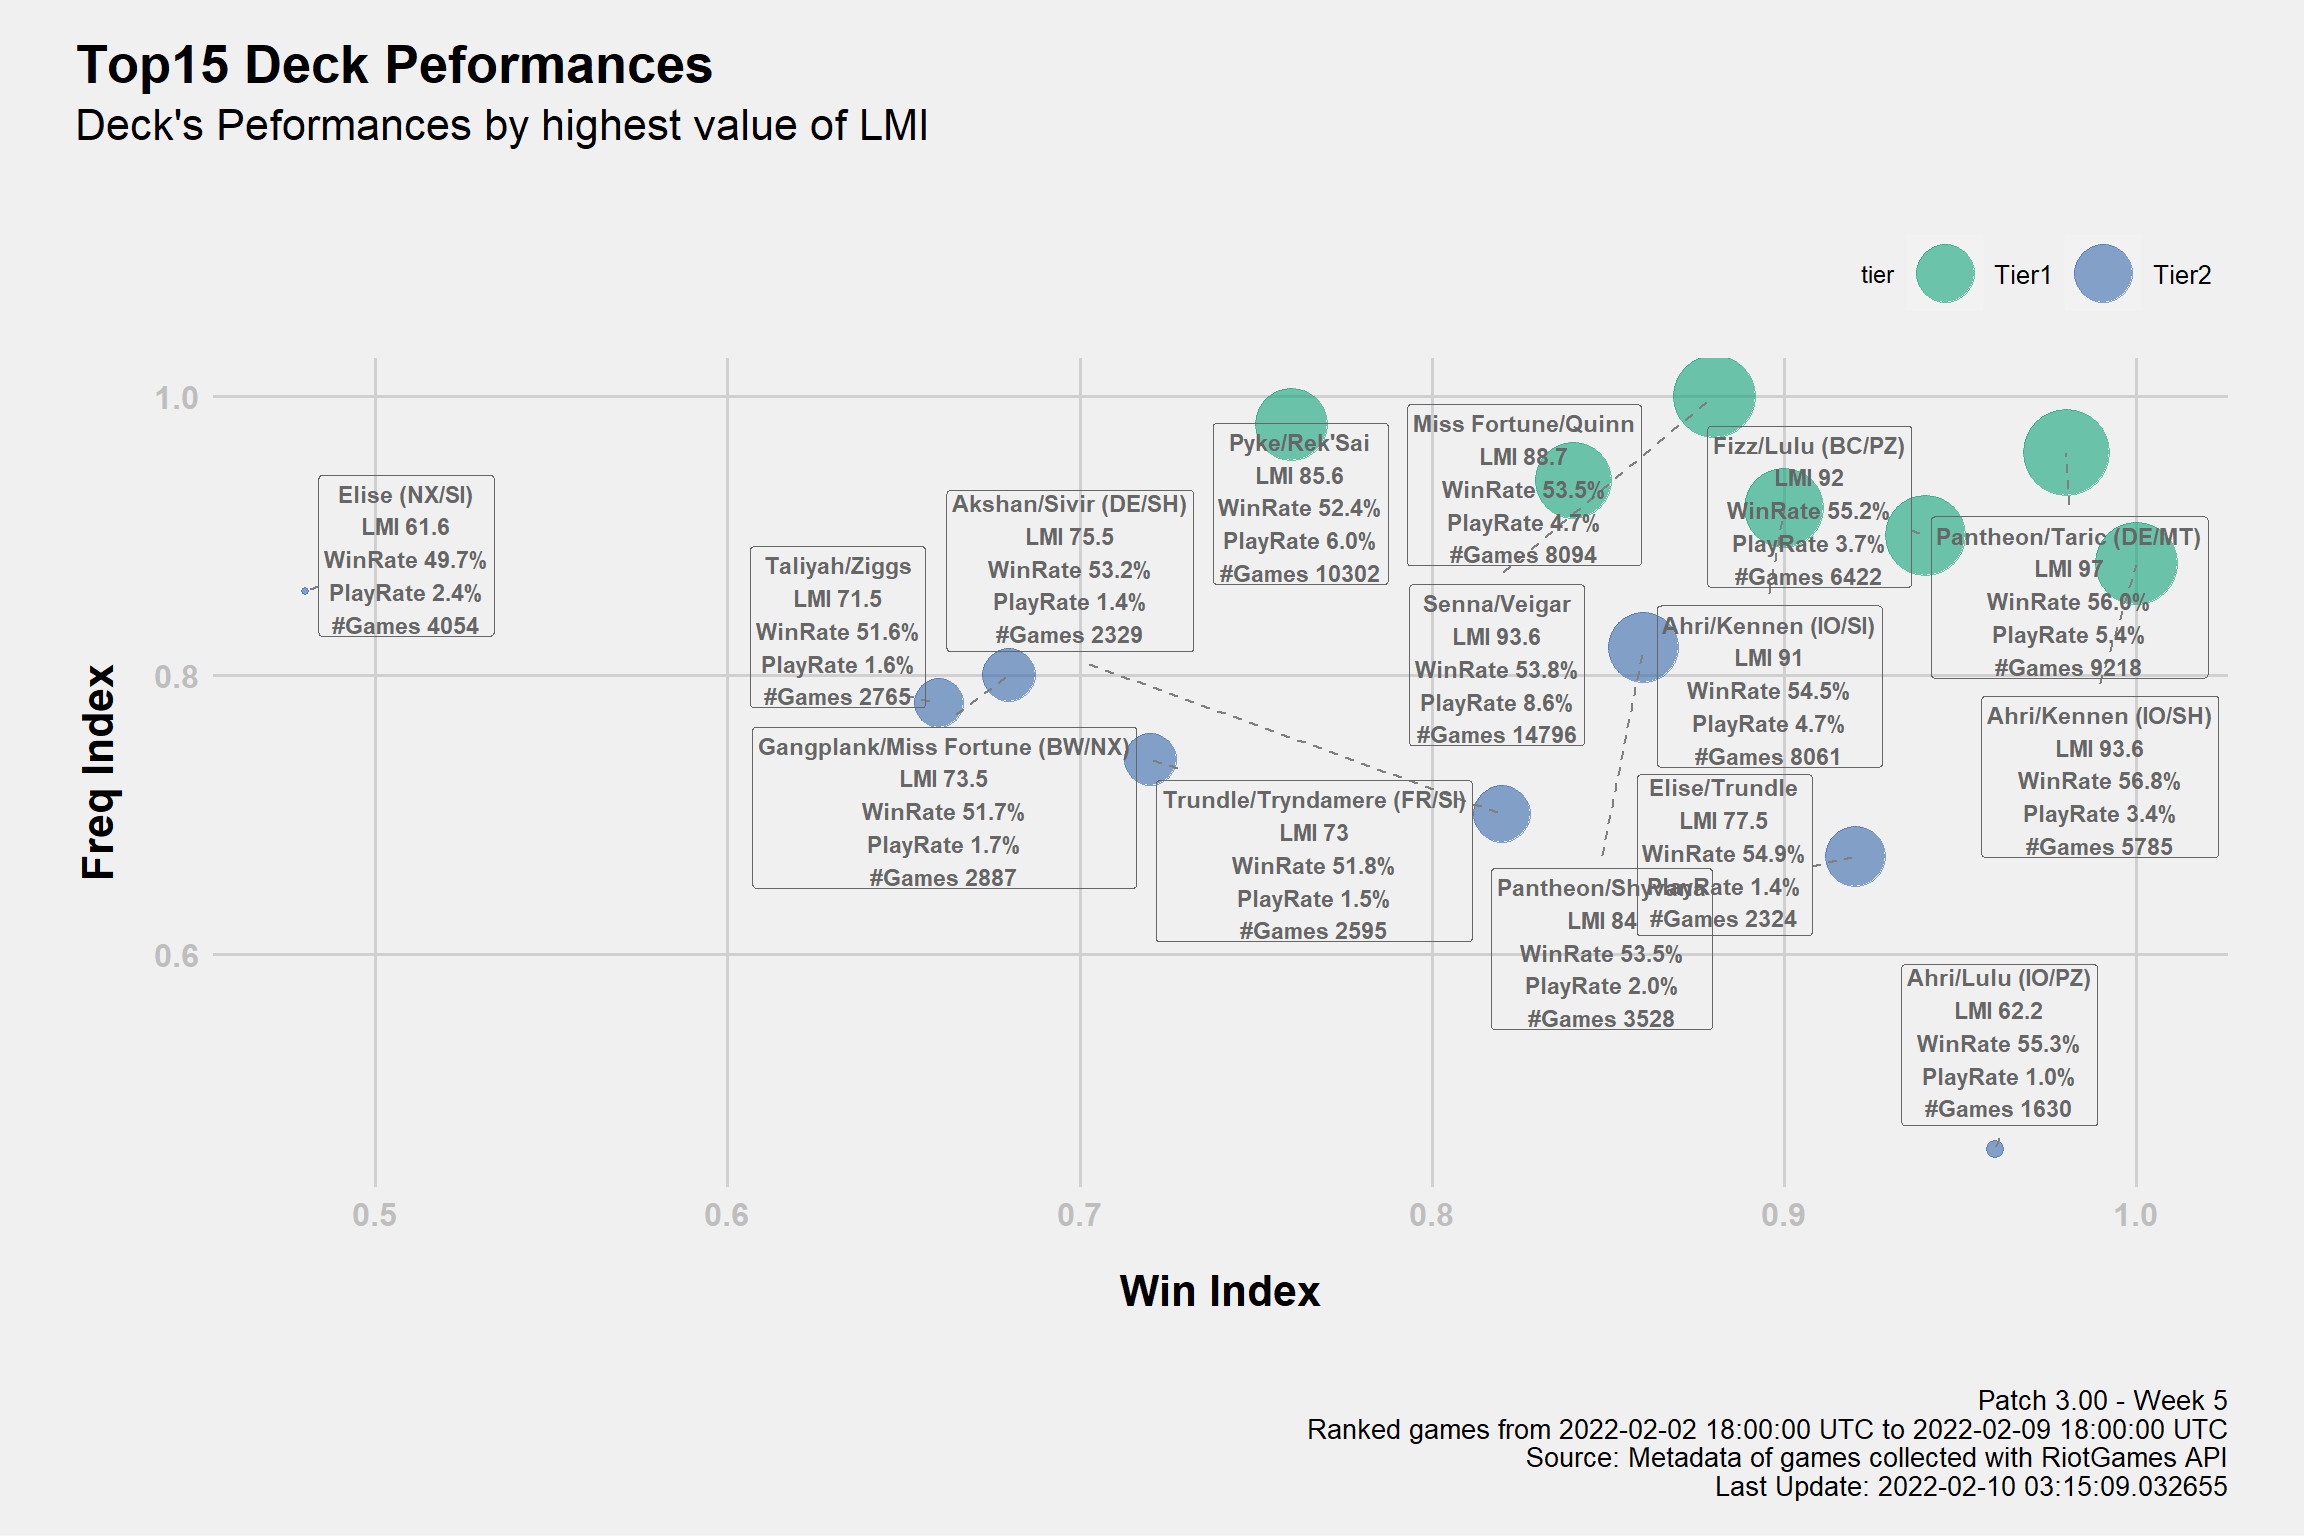 Top15 Deck Peformances
Deck's Peformances by highest value of LMI
tier
Tier1
Tier2
1.0
0.8
0.6
Freq Index
Elise (NX/SI)
LMI 61.6
WinRate 49.7%
PlayRate 2.4%
#Games 4054
Taliyah/Ziggs
LMI 71.5
WinRate 51.6%
PlayRate 1.6%
#Games 2765
Akshan/Sivir (DE/SH)
LMI 75.5
WinRate 53.2%
PlayRate 1.4%
#Games 2329
Pyke/Rek'Sai
LMI 85.6
WinRate 52.4%
PlayRate 6.0%
#Games 10302
Miss Fortune/Quinn
LMI 88.7
WinRate 53.5%
PlayRate 4.7%
#Games 8094
Fizz/Lulu (BC/PZ)
LMI 92
WinRate 55.2%
PlayRate 3.7%
#Games 6422
Pantheon/Taric (DE/MT)
LMI 97
WinRate 56.0%
PlayRate 5.4%
#Games 9218
Senna/Veigar
LMI 93.6
WinRate 53.8%
PlayRate 8.6%
#Games 14796
Ahri/Kennen (IO/SI)
LMI 91
WinRate 54.5%
PlayRate 4.7%
#Games 8061
Ahri/Kennen (IO/SH)
LMI 93.6
WinRate 56.8%
PlayRate 3.4%
#Games 5785
Gangplank/Miss Fortune (BW/NX)
LMI 73.5
WinRate 51.7%
PlayRate 1.7%
#Games 2887
Trundle/Tryndamere (FR/SI)
LMI 73
WinRate 51.8%
PlayRate 1.5%
#Games 2595
Elise/Trundle
LMI 77.5
WinRate 54.9%
PlayRate 1.4%
#Games 2324
Pantheon/Shyvana
LMI 84
WinRate 53.5%
PlayRate 2.0%
#Games 3528
Ahri/Lulu (IO/PZ)
LMI 62.2
WinRate 55.3%
PlayRate 1.0%
#Games 1630
0.5
0.6
0.7
0.8
0.9
1.0
Win Index
Patch 3.00 - Week 5
Ranked games from 2022-02-02 18:00:00 UTC to 2022-02-09 18:00:00 UTC
Source: Metadata of games collected with RiotGames API
Last Update: 2022-02-10 03:15:09.032655